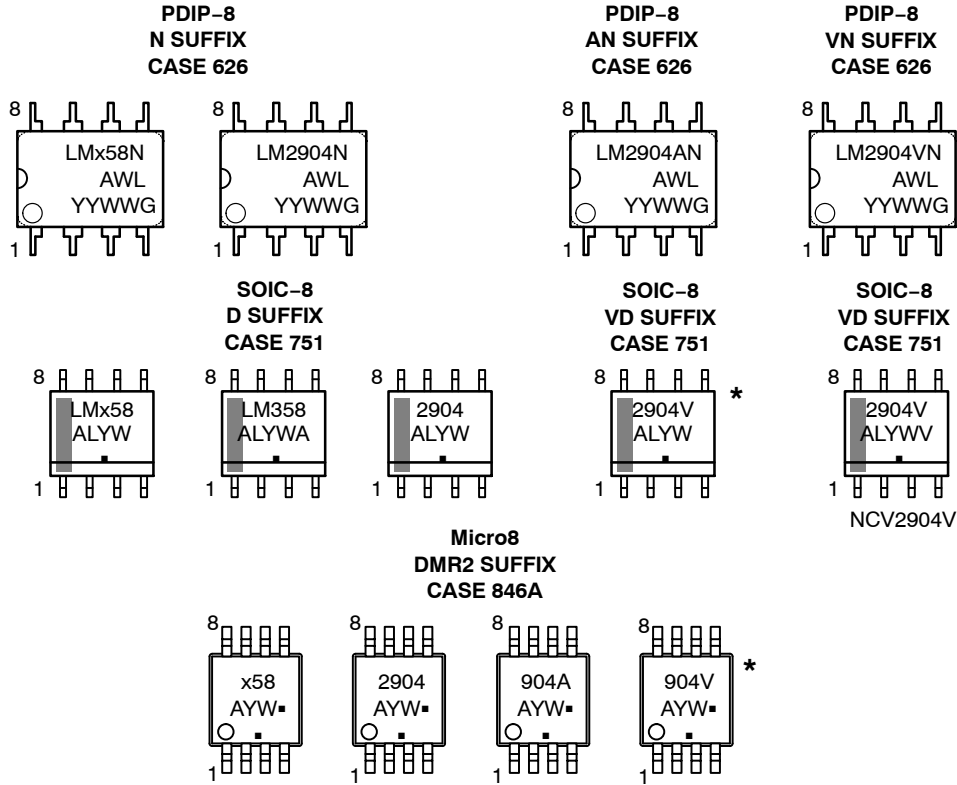 PDIP−8
N SUFFIX
CASE 626
PDIP−8
AN SUFFIX
CASE 626
PDIP−8
VN SUFFIX
CASE 626
8
LMx58N
AWL
YYWWG
1
LM2904N
AWL
YYWWG
1
8
8
LM2904AN
AWL
YYWWG
1
8
LM2904VN
AWL
YYWWG
1
SOIC−8
D SUFFIX
CASE 751
SOIC−8
VD SUFFIX
CASE 751
SOIC−8
VD SUFFIX
CASE 751
8
LMx58
ALYW
1
8
LM358
ALYWA
1
8
2904
ALYW
1
8
2904V
ALYW
1
*
8
2904V
ALYWV
1
NCV2904V
Micro8
DMR2 SUFFIX
CASE 846A
8
x58
AYW
1
8
2904
AYW
1
8
904A
AYW
1
8
904V
AYW
1
*